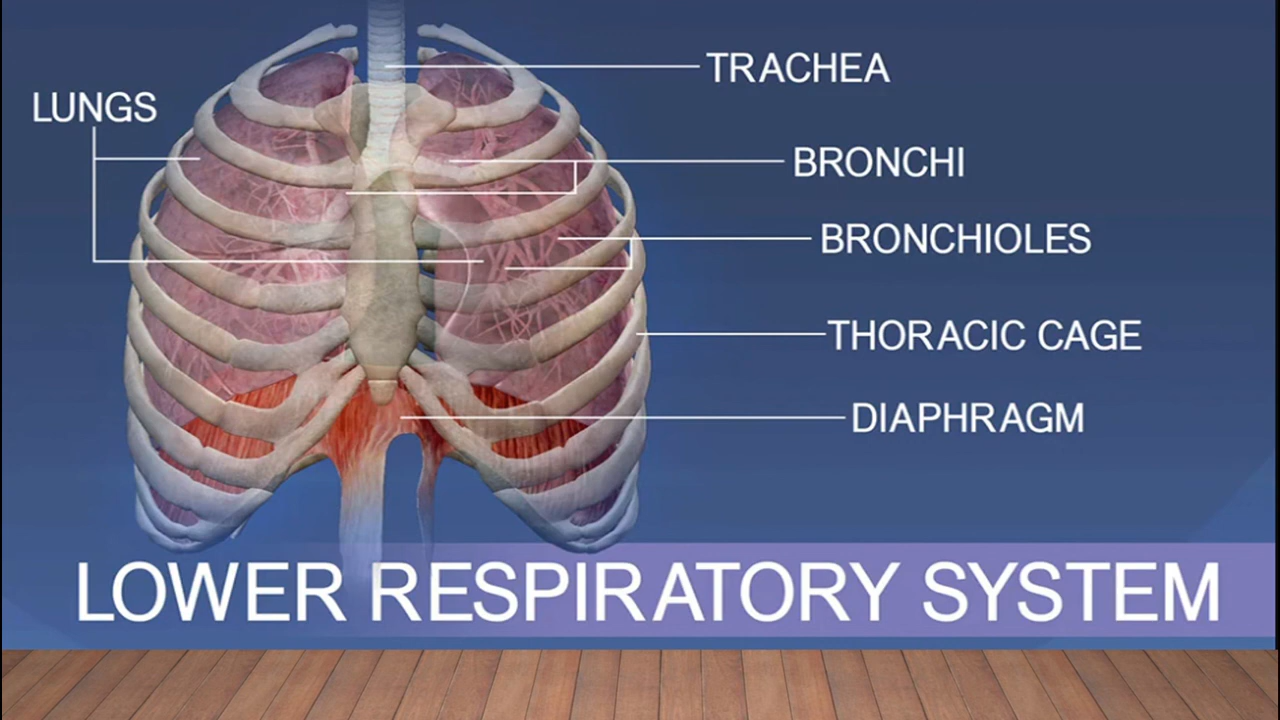 TRACHEA
LUNGS
BRONCHI
BRONCHIOLES
THORACIC CAGE
DIAPHRAGM
LOWER RESPIRATORY SYSTEM